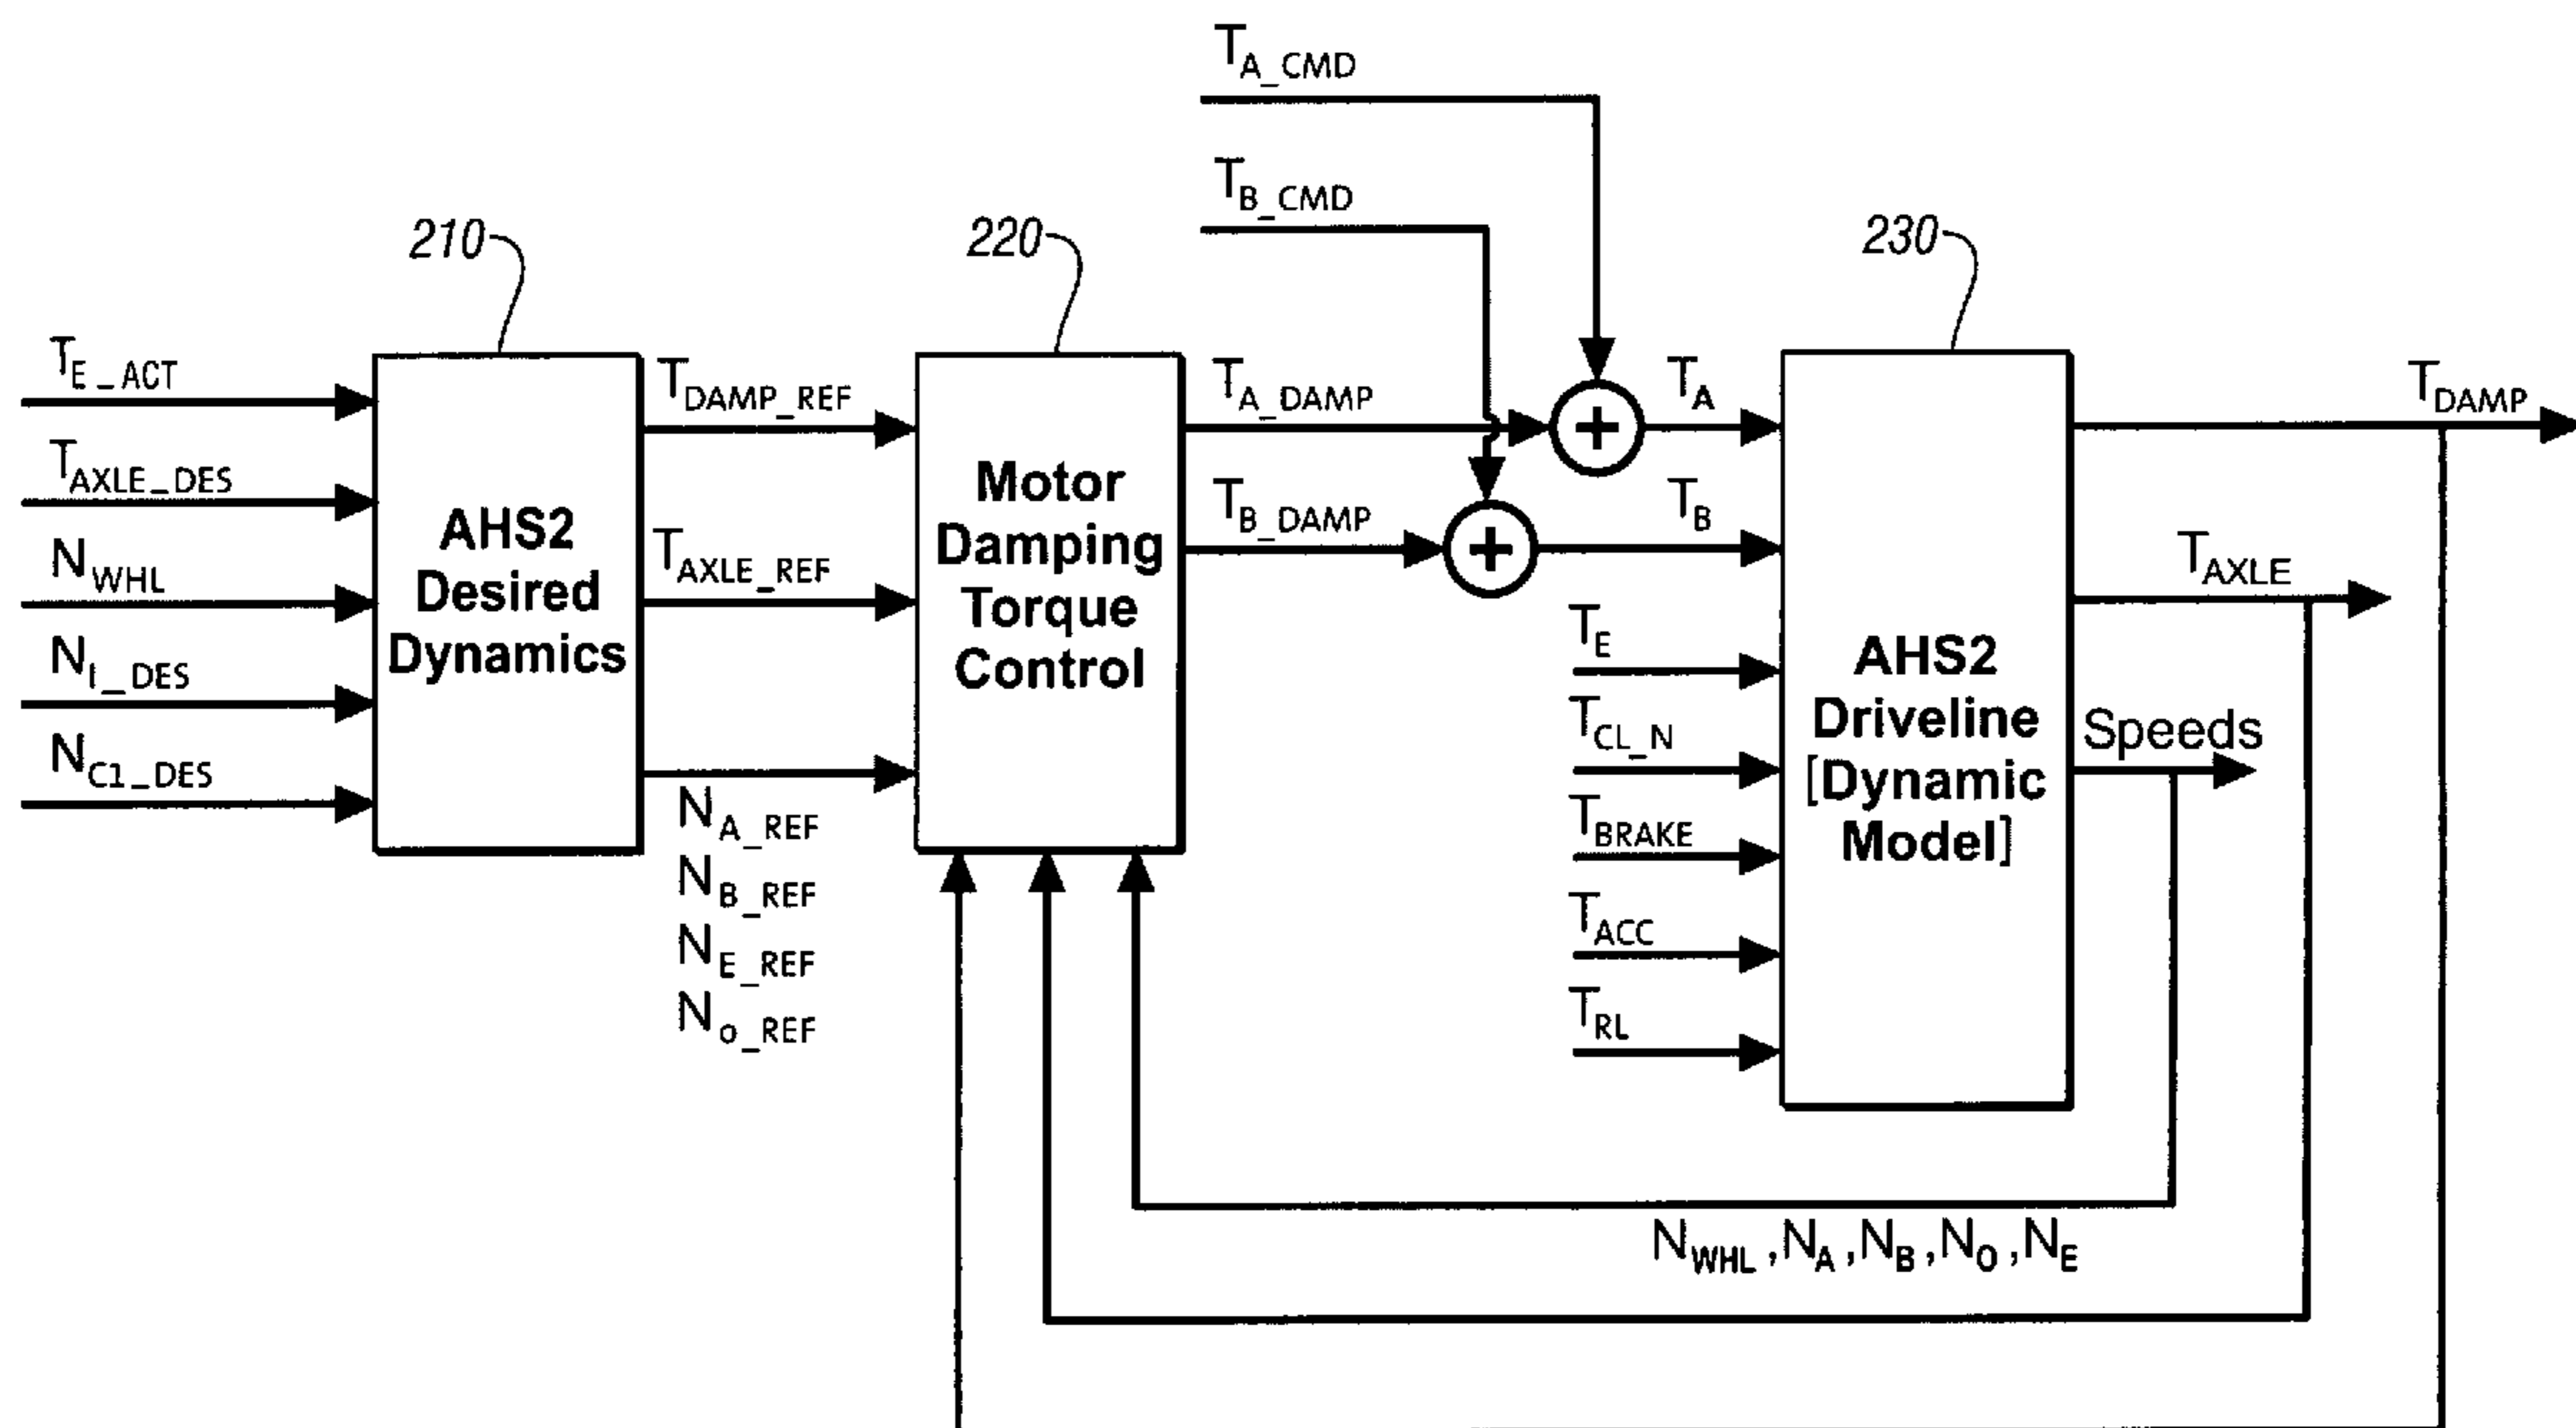 T_A_CMD
T_B_CMD
210
220
230
T_E_ACT
T_AXLE_DES
N_WHL
N_I_DES
N_C1_DES
AHS2
Desired
Dynamics
T_DAMP_REF
T_AXLE_REF
N_A_REF
N_B_REF
N_E_REF
N_o_REF
Motor
Damping
Torque
Control
T_A_DAMP
T_B_DAMP
+
+
T_A
T_B
T_E
T_CL_N
T_BRAKE
T_ACC
T_RL
AHS2
Driveline
[Dynamic
Model]
T_DAMP
T_AXLE
Speeds
N_WHL, N_A, N_B, N_O, N_E